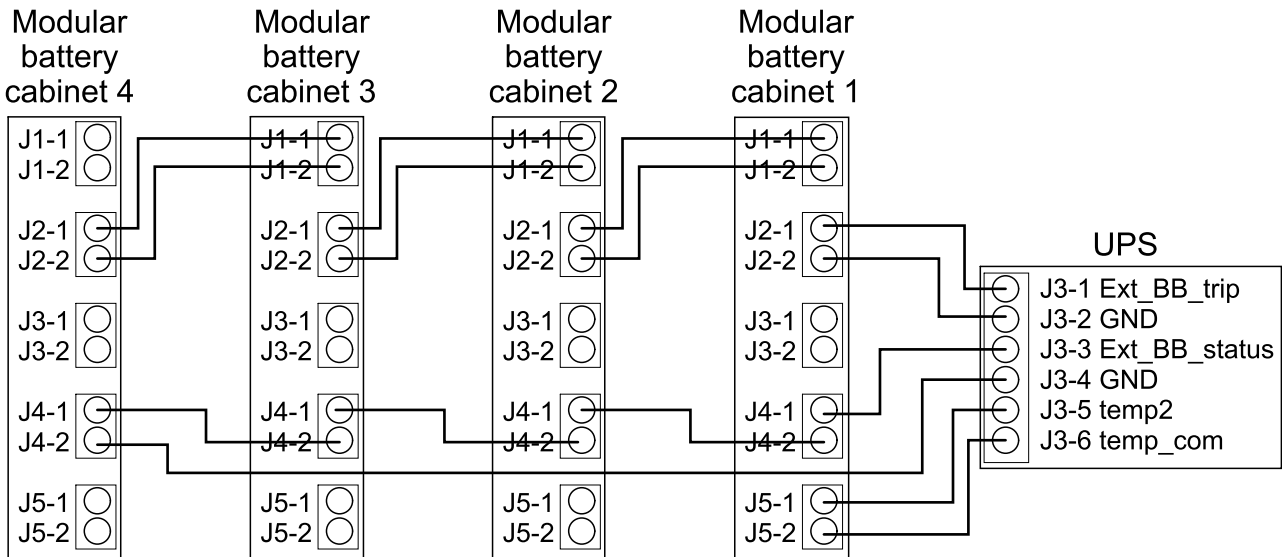 Modular
battery
cabinet 4
Modular
battery
cabinet 3
Modular
battery
cabinet 2
Modular
battery
cabinet 1
J1-1
J1-2
J2-1
J2-2
J3-1
J3-2
J4-1
J4-2
J5-1
J5-2
J1-1
J1-2
J2-1
J2-2
J3-1
J3-2
J4-1
J4-2
J5-1
J5-2
J1-1
J1-2
J2-1
J2-2
J3-1
J3-2
J4-1
J4-2
J5-1
J5-2
J1-1
J1-2
J2-1
J2-2
J3-1
J3-2
J4-1
J4-2
J5-1
J5-2
UPS
J3-1 Ext_BB_trip
J3-2 GND
J3-3 Ext_BB_status
J3-4 GND
J3-5 temp2
J3-6 temp_com